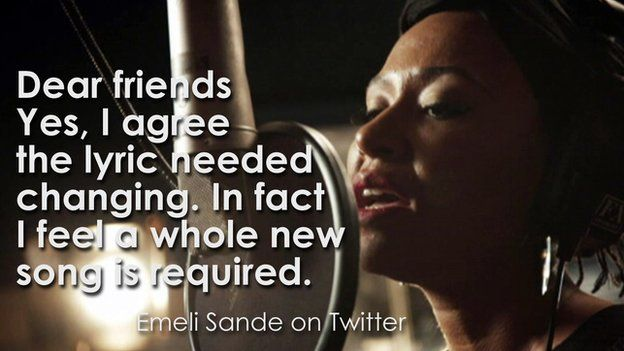 Dear friends
Yes, I agree
the lyric needed
changing. In fact
I feel a whole new
song is required.
Emeli Sande on Twitter